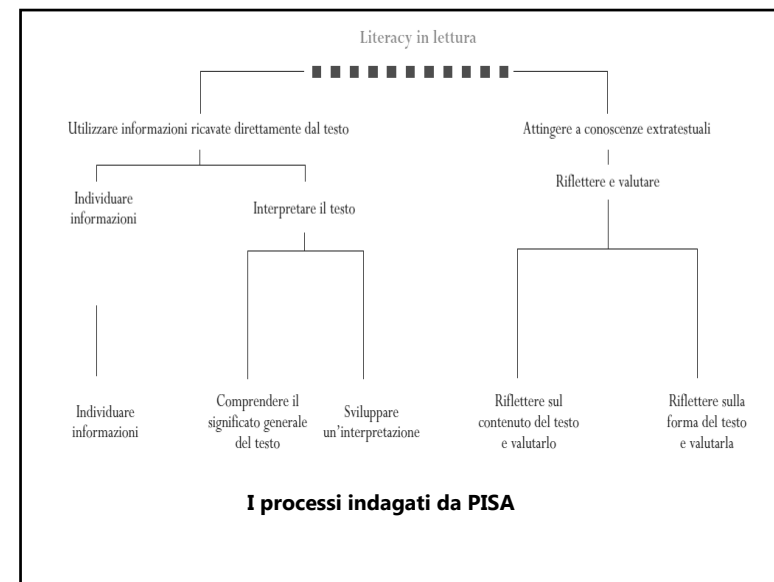 Literacy in lettura
Utilizzare informazioni ricavate direttamente dal testo
Attingere a conoscenze extratestuali
Individuare
informazioni
Interpretare il testo
Riflettere e valutare
Individuare
informazioni
Comprendere il
significato generale
del testo
Sviluppare
un'interpretazione
Riflettere sul
contenuto del testo
e valutarlo
Riflettere sulla
forma del testo
e valutarla
I processi indagati da PISA